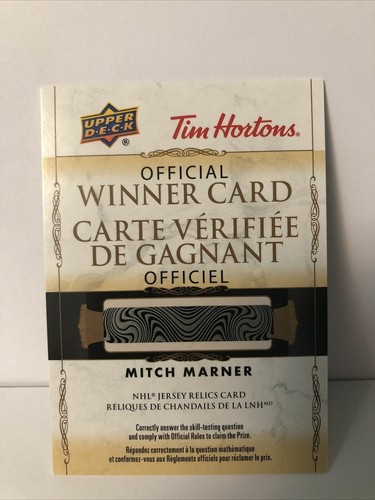 UPPER
D.E.C.K
®
Tim Hortons®
OFFICIAL
WINNER CARD
CARTE VÉRIFIÉE
DE GAGNANT
OFFICIEL
MITCH MARNER
NHL® JERSEY RELICS CARD
RELIQUES DE CHANDAILS DE LA LNHMD
Correctly answer the skill-testing question
and comply with Official Rules to claim the Prize.
Répondez correctement à la question mathématique
et conformez-vous aux Règlements officiels pour réclamer le prix.